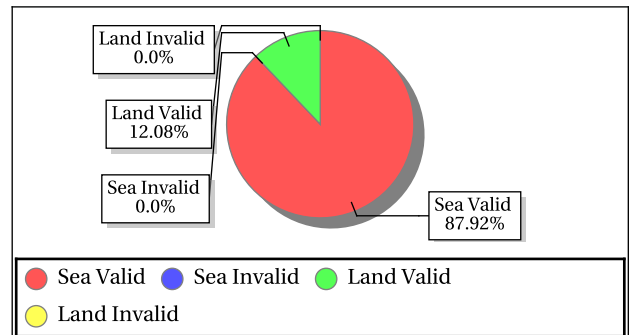 Land Invalid
0.0%
Land Valid
12.08%
Sea Invalid
0.0%
Sea Valid
87.92%
Sea Valid Sea Invalid Land Valid
Land Invalid